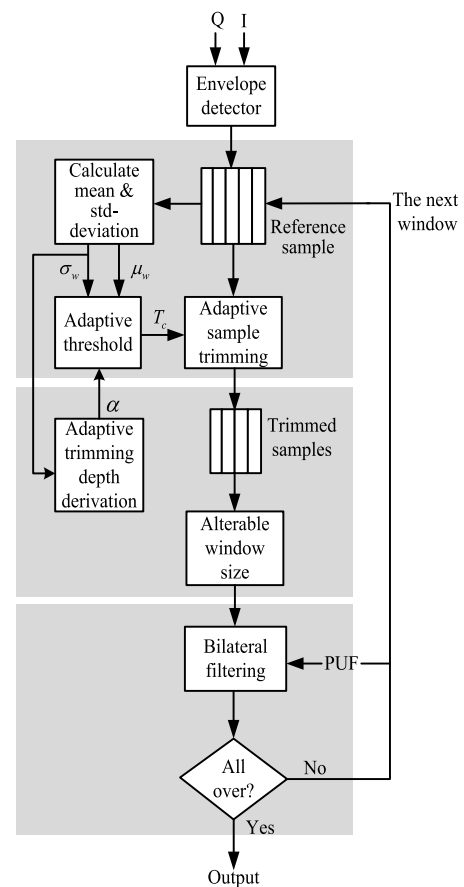 Q I
Envelope
detector
Calculate
mean &
std-
deviation
Reference
sample
The next
window
σw
μw
Adaptive
threshold
Tc
Adaptive
sample
trimming
α
Adaptive
trimming
depth
derivation
Trimmed
samples
Alterable
window
size
Bilateral
filtering
PUF
All
over?
No
Yes
Output